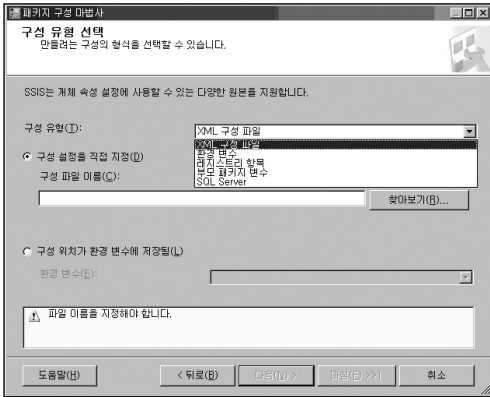 패키지 구성 마법사
구성 유형 선택
만들려는 구성의 형식을 선택할 수 있습니다.
SSIS는 개체 속성 설정에 사용할 수 있는 다양한 원본을 지원합니다.
구성 유형(T):
XML 구성 파일
XML 구성 파일
환경 변수
레지스트리 항목
부모 패키지 변수
SQL Server
구성 설정을 직접 지정(D)
구성 파일 이름(C):
찾아보기(R)...
구성 위치가 환경 변수에 저장됨(L)
환경 변수(E):
파일 이름을 지정해야 합니다.
도움말(H)
< 뒤로(B)
다음(N) >
마침(F) >>|
취소